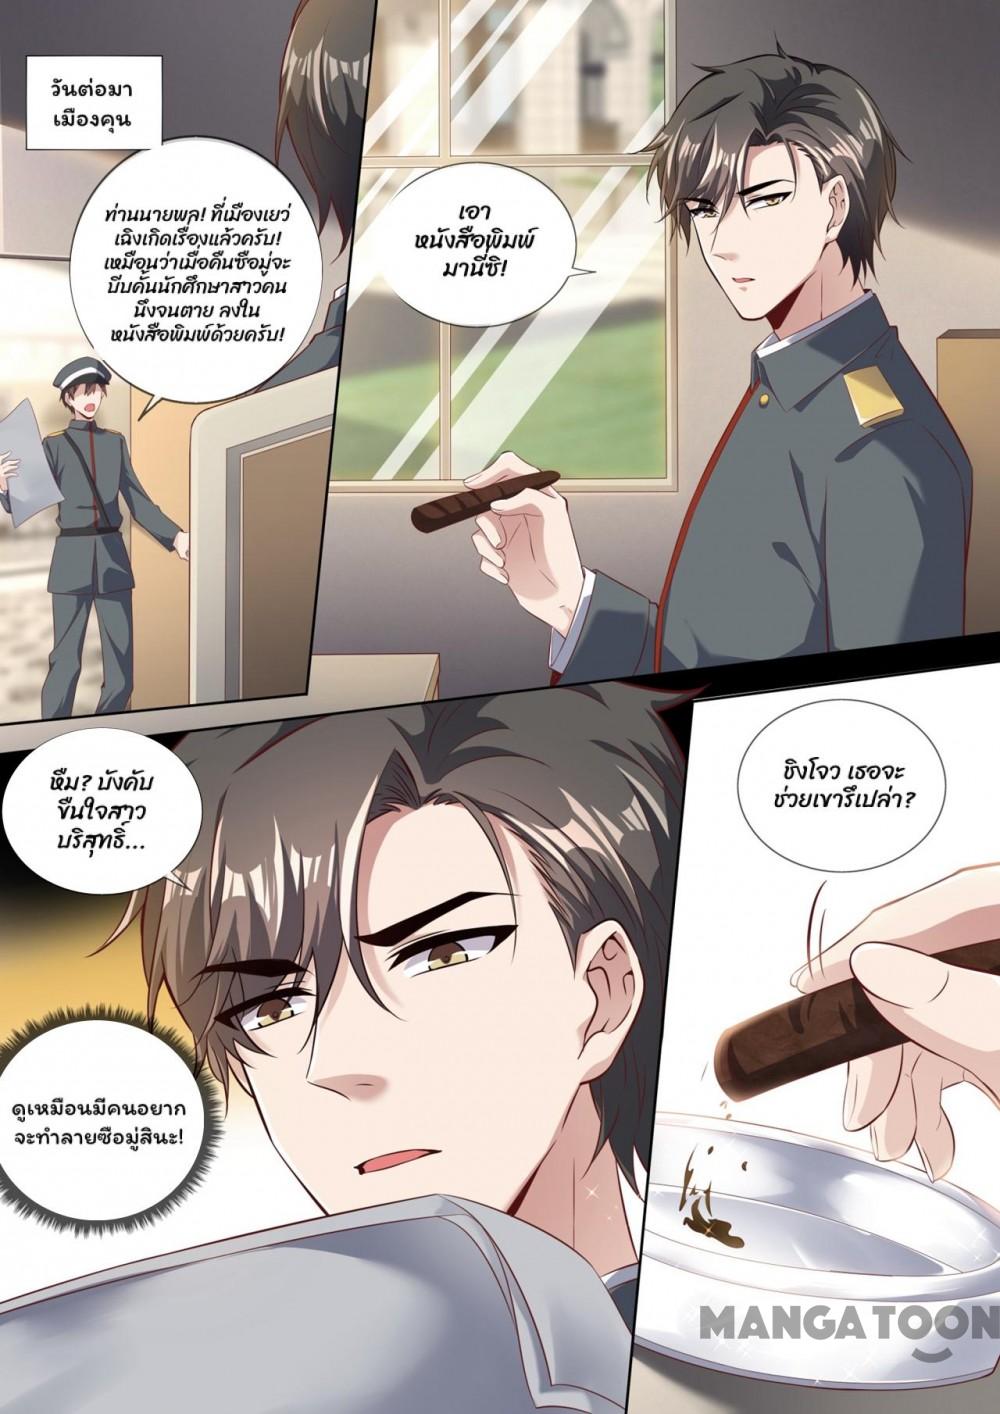 วันต่อมา
เมืองคุน
ท่านนายพล! ที่เมืองเยว่
เฉิงเกิดเรื่องแล้วครับ!
เหมือนว่าเมื่อคืนซือมู่จะ
บีบคั้นนักศึกษาสาวคน
นึงจนตาย ลงใน
หนังสือพิมพ์ด้วยครับ!
เอา
หนังสือพิมพ์
มานี่ซิ!
หืม? บังคับ
ขืนใจสาว
บริสุทธิ์...
ชิงโจว เธอจะ
ช่วยเขารึเปล่า?
ดูเหมือนมีคนอยาก
จะทำลายซือมู่สินะ!
MANGATOON